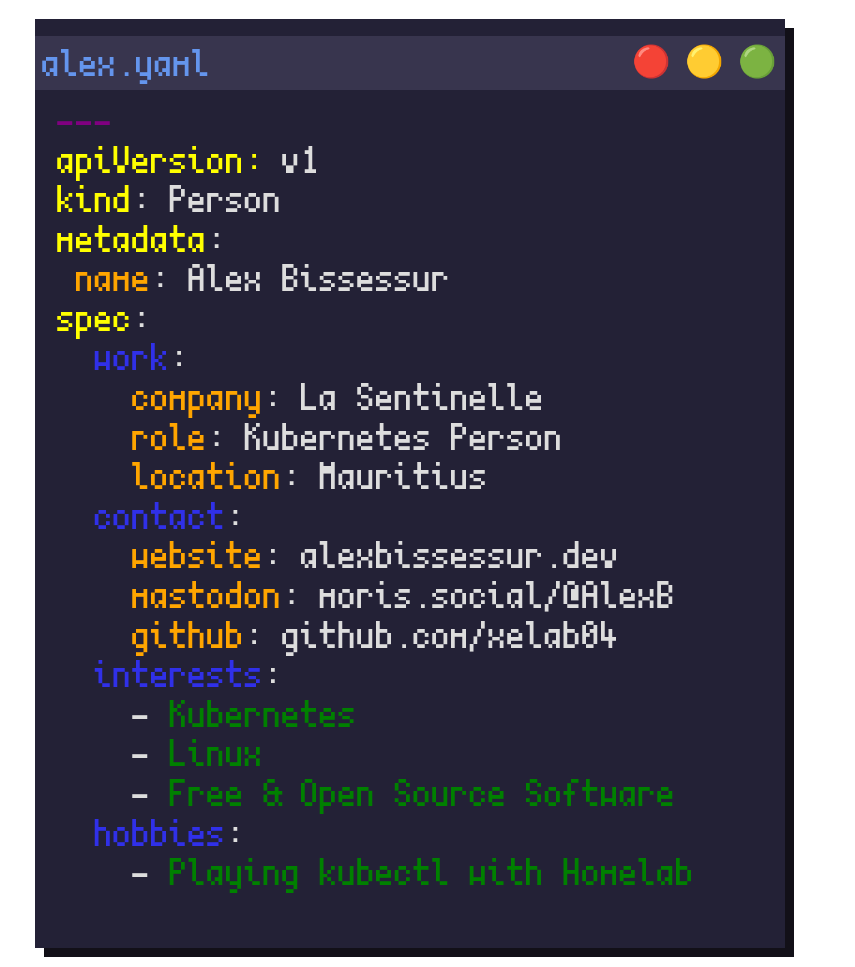 alex.yaml
---
apiVersion: v1
kind: Person
metadata:
 name: Alex Bissessur
spec:
  work:
    company: La Sentinelle
    role: Kubernetes Person
    location: Mauritius
  contact:
    website: alexbissessur.dev
    mastodon: moris.social/@AlexB
    github: github.com/xelab04
  interests:
    - Kubernetes
    - Linux
    - Free & Open Source Software
  hobbies:
    - Playing kubectl with Homelab